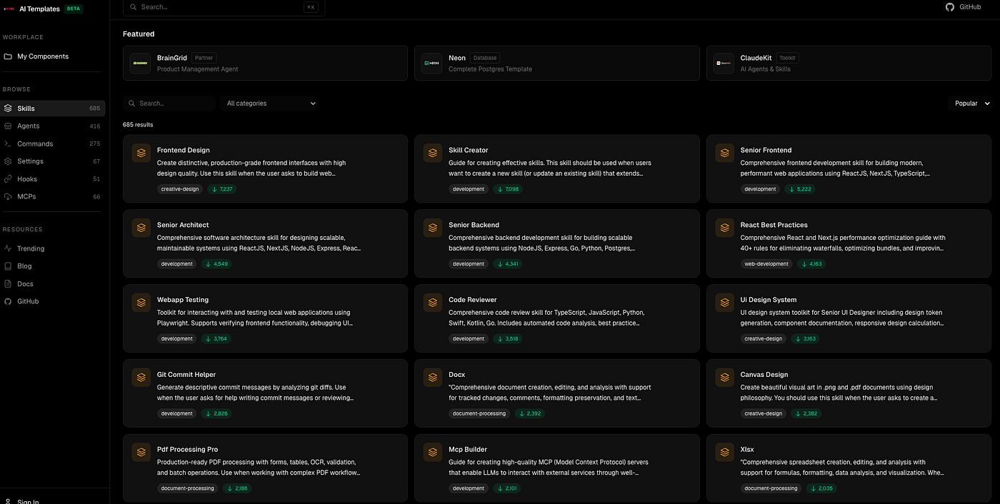 AI Templates BETA
Search... ⌘K
GitHub
WORKPLACE
My Components
BROWSE
Skills 685
Agents 416
Commands 275
Settings 67
Hooks 51
MCPs 66
RESOURCES
Trending
Blog
Docs
GitHub
Sign In
Featured
BrainGrid Partner
Product Management Agent
NEON
Neon Database
Complete Postgres Template
ClaudeKit Toolkit
AI Agents & Skills
Search...
All categories
Popular
685 results
Frontend Design
Create distinctive, production-grade frontend interfaces with high
design quality. Use this skill when the user asks to build web...
creative-design ↓ 7,237
Skill Creator
Guide for creating effective skills. This skill should be used when users
want to create a new skill (or update an existing skill) that extends...
development ↓ 7,098
Senior Frontend
Comprehensive frontend development skill for building modern,
performant web applications using ReactJS, NextJS, TypeScript,...
development ↓ 5,222
Senior Architect
Comprehensive software architecture skill for designing scalable,
maintainable systems using ReactJS, NextJS, NodeJS, Express, Reac...
development ↓ 4,549
Senior Backend
Comprehensive backend development skill for building scalable
backend systems using NodeJS, Express, Go, Python, Postgres,...
development ↓ 4,341
React Best Practices
Comprehensive React and Next.js performance optimization guide with
40+ rules for eliminating waterfalls, optimizing bundles, and improvin...
web-development ↓ 4,163
Webapp Testing
Toolkit for interacting with and testing local web applications using
Playwright. Supports verifying frontend functionality, debugging UI...
development ↓ 3,764
Code Reviewer
Comprehensive code review skill for TypeScript, JavaScript, Python,
Swift, Kotlin, Go. Includes automated code analysis, best practice...
development ↓ 3,518
Ui Design System
UI design system toolkit for Senior UI Designer including design token
generation, component documentation, responsive design calculation...
creative-design ↓ 3,163
Git Commit Helper
Generate descriptive commit messages by analyzing git diffs. Use
when the user asks for help writing commit messages or reviewing...
development ↓ 2,826
Docx
"Comprehensive document creation, editing, and analysis with support
for tracked changes, comments, formatting preservation, and text...
document-processing ↓ 2,392
Canvas Design
Create beautiful visual art in .png and .pdf documents using design
philosophy. You should use this skill when the user asks to create a...
creative-design ↓ 2,382
Pdf Processing Pro
Production-ready PDF processing with forms, tables, OCR, validation,
and batch operations. Use when working with complex PDF workflow...
document-processing ↓ 2,186
Mcp Builder
Guide for creating high-quality MCP (Model Context Protocol) servers
that enable LLMs to interact with external services through well-...
development ↓ 2,101
Xlsx
"Comprehensive spreadsheet creation, editing, and analysis with
support for formulas, formatting, data analysis, and visualization. Whe...
document-processing ↓ 2,035